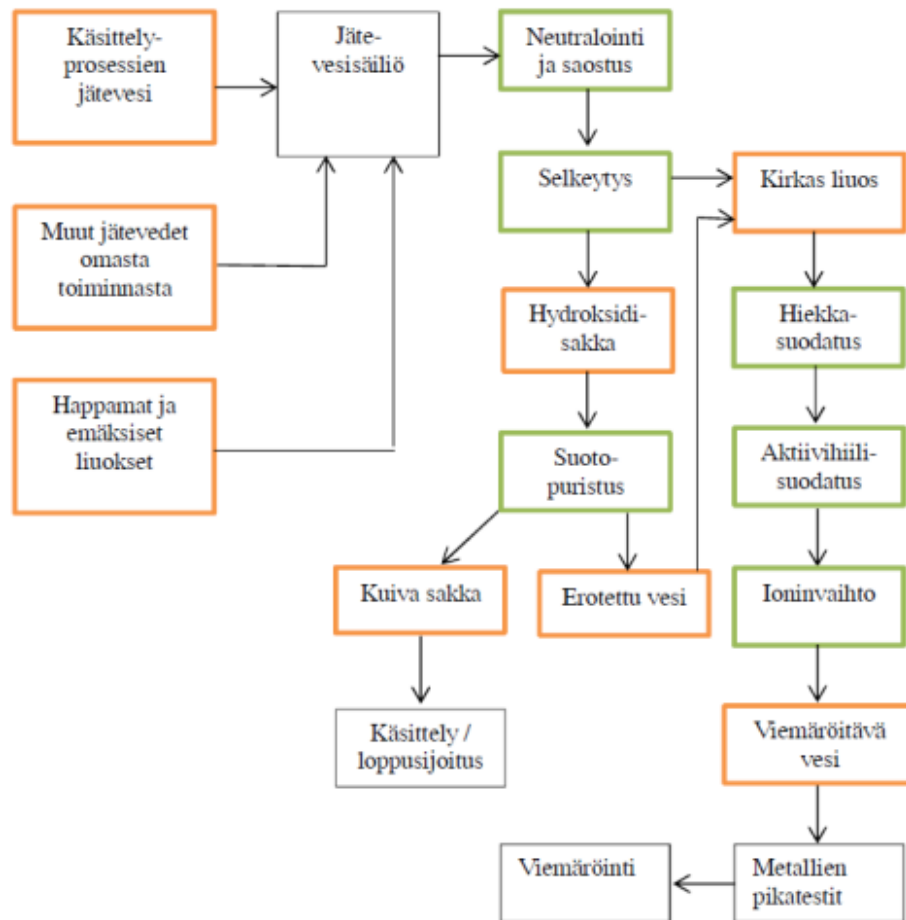 Käsittely-
prosessien
jätevesi
Jäte-
vesisäiliö
Neutralointi
ja saostus
Selkeytys
Kirkas liuos
Muut jätevedet
omasta
toiminnasta
Hydroksidi-
sakka
Hiekka-
suodatus
Happamat ja
emäksiset
liuokset
Suoto-
puristus
Aktiivihiili-
suodatus
Kuiva sakka
Erotettu vesi
Ioninvaihto
Käsittely /
loppusijoitus
Viemäröitävä
vesi
Viemäröinti
Metallien
pikatestit